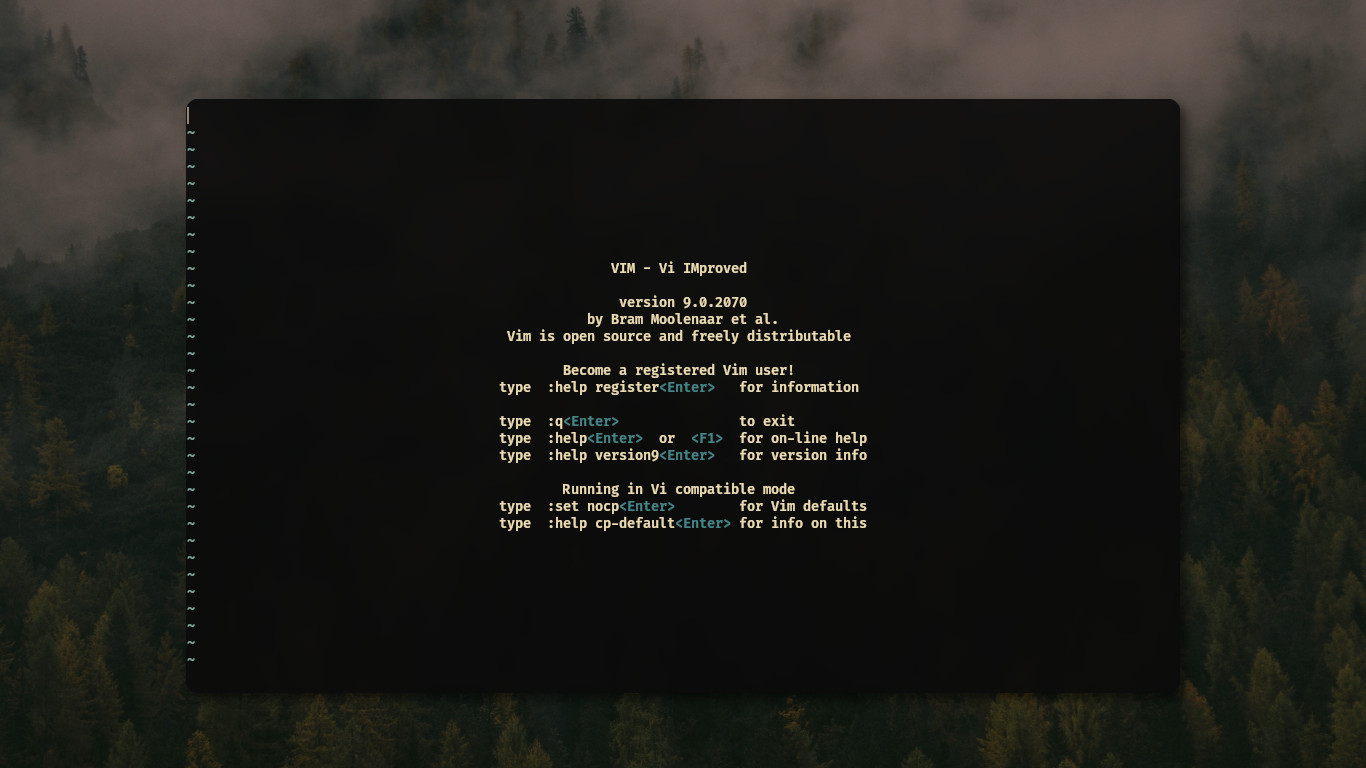 ~
~
~
~
~
~
~
~
~ VIM - Vi IMproved
~
~ version 9.0.2070
~ by Bram Moolenaar et al.
~ Vim is open source and freely distributable
~
~ Become a registered Vim user!
~ type  :help register<Enter>   for information
~
~ type  :q<Enter>               to exit
~ type  :help<Enter>  or  <F1>  for on-line help
~ type  :help version9<Enter>   for version info
~
~ Running in Vi compatible mode
~ type  :set nocp<Enter>        for Vim defaults
~ type  :help cp-default<Enter> for info on this
~
~
~
~
~
~
~
~